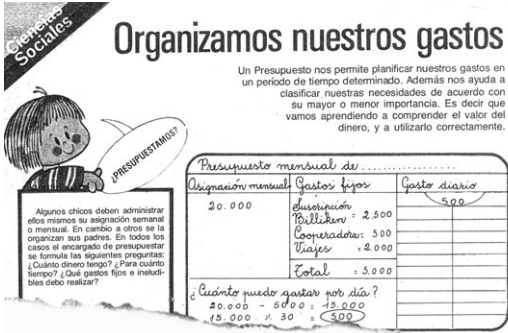 Ciencias
Sociales
Organizamos nuestros gastos
Un Presupuesto nos permite planificar nuestros gastos en
un período de tiempo determinado. Además nos ayuda a
clasificar nuestras necesidades de acuerdo con
su mayor o menor importancia. Es decir que
vamos aprendiendo a comprender el valor del
dinero, y a utilizarlo correctamente.
¿PRESUPUESTAMOS?
Algunos chicos deben administrar
ellos mismos su asignación semanal
o mensual. En cambio a otros se la
organizan sus padres. En todos los
casos el encargado de presupuestar
se formula las siguientes preguntas:
¿Cuánto dinero tengo? ¿Para cuánto
tiempo? ¿Qué gastos fijos e ineludi-
bles debo realizar?
Presupuesto mensual de ..................
Asignación mensual Gastos fijos Gasto diario
20.000 Suscripción 500
Billiken : 2.500
Cooperadora: 500
Viajes : 2.000
Total : 5.000
¿Cuánto puedo gastar por día?
20.000 - 5000 : 15.000
15.000 ./. 30 : 500